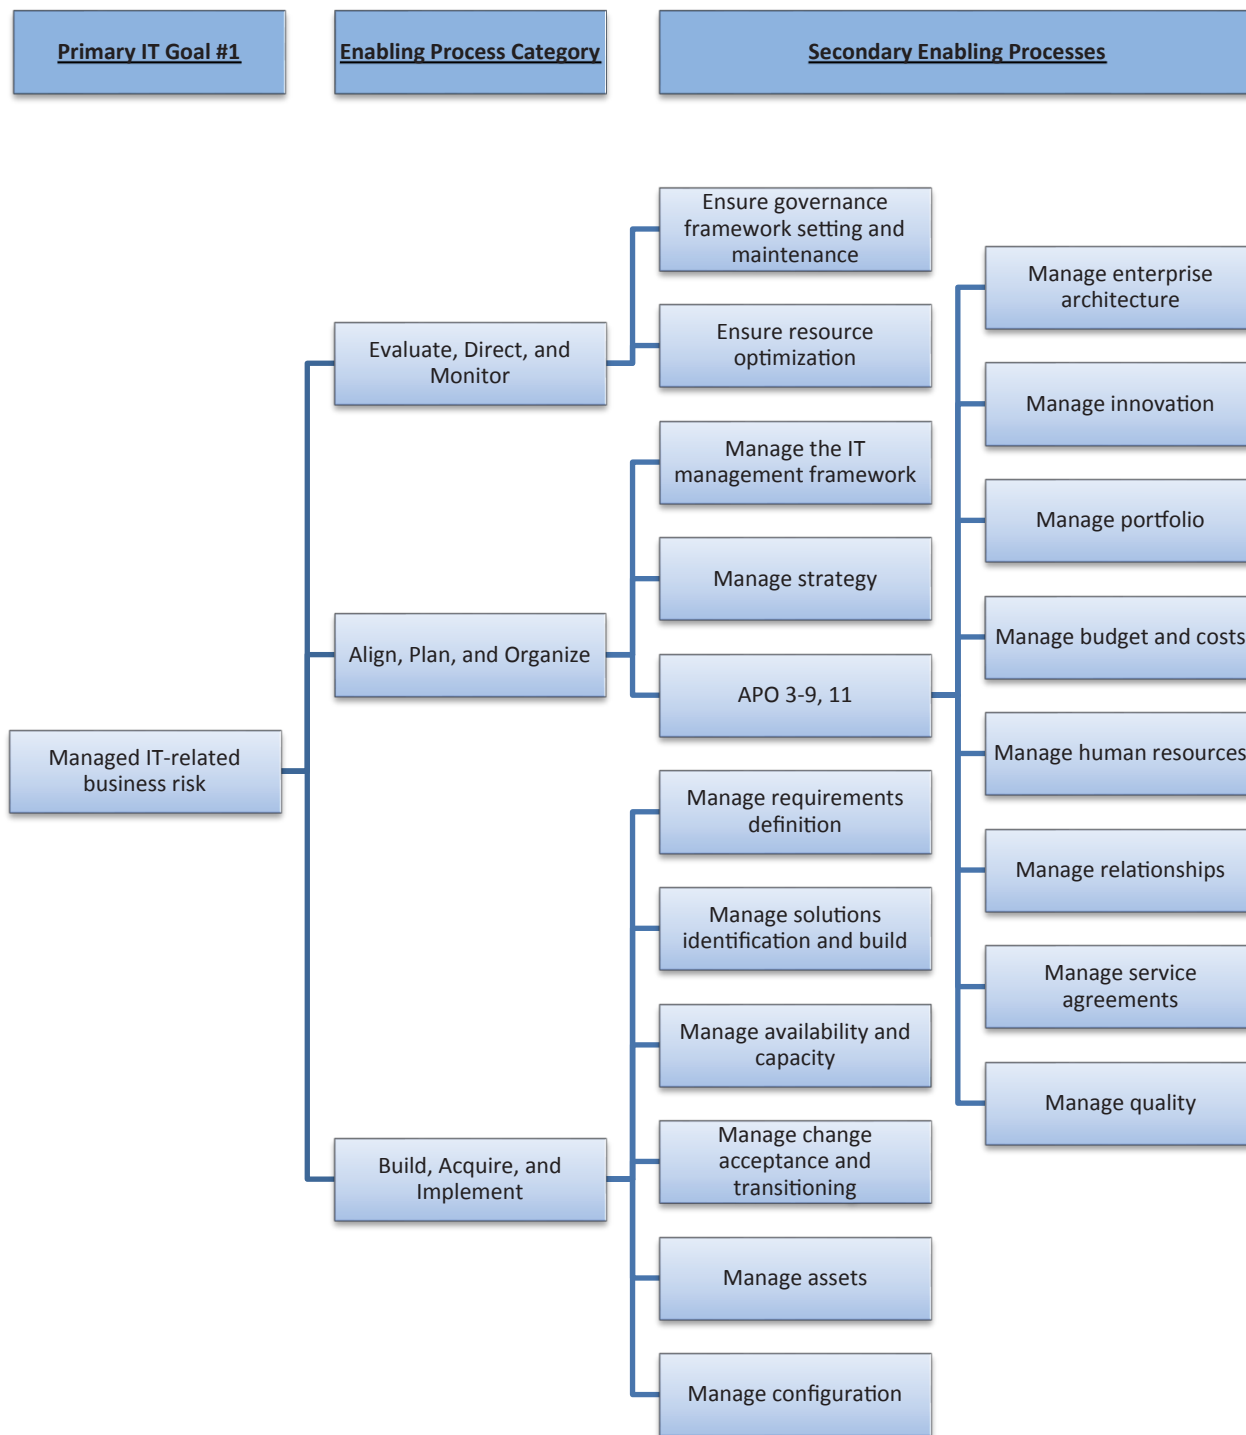 Primary IT Goal #1
Enabling Process Category
Secondary Enabling Processes
Ensure governance
framework setting and
maintenance
Manage enterprise
architecture
Evaluate, Direct, and
Monitor
Ensure resource
optimization
Manage innovation
Manage the IT
management framework
Manage portfolio
Manage strategy
Manage budget and costs
Align, Plan, and Organize
APO 3-9, 11
Managed IT-related
business risk
Manage human resources
Manage requirements
definition
Manage relationships
Manage solutions
identification and build
Manage service
agreements
Manage availability and
capacity
Manage quality
Build, Acquire, and
Implement
Manage change
acceptance and
transitioning
Manage assets
Manage configuration